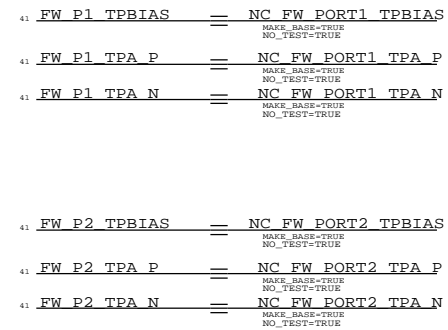 41 FW_P1_TPBIAS = NC_FW_PORT1_TPBIAS
MAKE_BASE=TRUE
NO_TEST=TRUE
41 FW_P1_TPA_P = NC_FW_PORT1_TPA_P
MAKE_BASE=TRUE
NO_TEST=TRUE
41 FW_P1_TPA_N = NC_FW_PORT1_TPA_N
MAKE_BASE=TRUE
NO_TEST=TRUE
41 FW_P2_TPBIAS = NC_FW_PORT2_TPBIAS
MAKE_BASE=TRUE
NO_TEST=TRUE
41 FW_P2_TPA_P = NC_FW_PORT2_TPA_P
MAKE_BASE=TRUE
NO_TEST=TRUE
41 FW_P2_TPA_N = NC_FW_PORT2_TPA_N
MAKE_BASE=TRUE
NO_TEST=TRUE